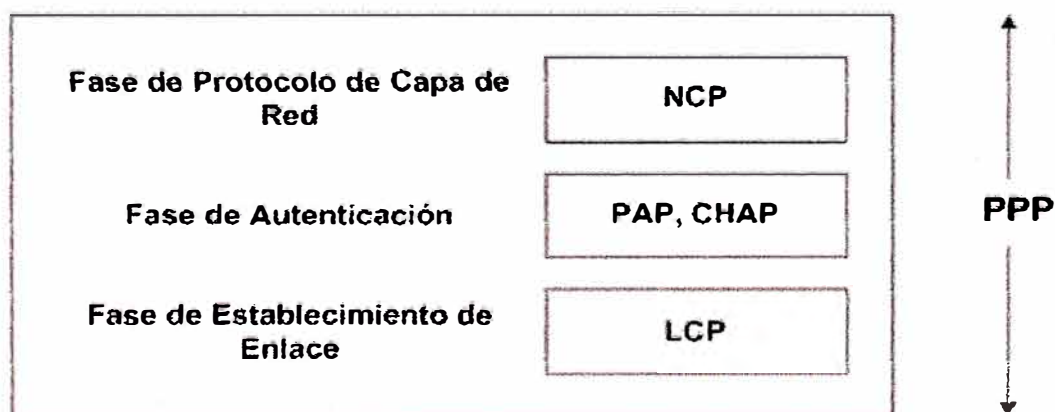 Fase de Protocolo de Capa de
Red
NCP
Fase de Autenticación
PAP, CHAP
PPP
Fase de Establecimiento de
Enlace
LCP